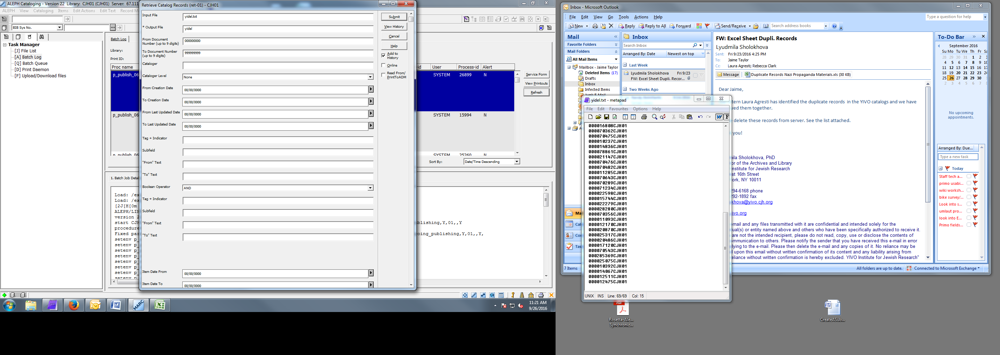 ALEPH Cataloging - Version 22 Library: CJH01 (CJH01) Server: 67.111
ALEPH View Cataloging Items Edit Actions Edit Text Record M
BIB Sys No.
Task Manager
[J] File List
[A] Batch Log
[Q] Batch Queue
[D] Print Daemon
[F] Upload/Download files
Batch Log
Library:
Print ID:
Proc name
p_publish_06
p_publish_06
p_publish_06
1. Batch Job Detai
Load: /ex
Load: /ex
[2J[H[0m
ALEPH/LIN
version 2
start CJH
procedure
Fixed par
setenv p_
setenv p_
setenv p_
setenv p_
setenv p_
setenv p_
setenv p_
setenv p_
Retrieve Catalog Records (ret-01) - CJH01
Input File yidel.txt
* Output File yidel
From Document Number (up to 9 digits) 000000000
To Document Number (up to 9 digits) 999999999
Cataloger
Cataloger Level None
From Creation Date 00/00/0000
To Creation Date 00/00/0000
From Last Updated Date 00/00/0000
To Last Updated Date 00/00/0000
Tag + Indicator
Subfield
"From" Text
"To" Text
Boolean Operator AND
Tag + Indicator
Subfield
"From" Text
"To" Text
Item Date From 00/00/0000
Item Date To 00/00/0000
Submit
View History
Cancel
Help
Add to History
Online
Read From/ PrintToADM
-id User Process-id Alert
SYSTEM 26899 N
SYSTEM 15994 N
SYSTEM 25260 N
Service Form
View Printouts
Refresh
Sort By: Date/Time Descending
blishing,Y,01,,Y
oing_publishing,Y,01,,Y,
11:21 AM
9/26/2016
Inbox - Microsoft Outlook
File Edit View Go Tools Actions Help
Type a question for help
New Reply Reply to All Forward Send/Receive Search address books
Mail
Favorite Folders
Mail Folders
All Mail Items
Mailbox - Jaime Taylor
Deleted Items (17)
Drafts
Inbox
Infected Items
Junk E-Mail
Ma
Cale
Con
Tas
7 Items
Inbox
Search Inbox
Arranged By: Date Newest on top
Last Week
Lyudmila Sholokhova Fri 9/23
FW: Excel Sheet Dupli. Recor...
Two Weeks Ago
FW: Excel Sheet Dupli. Records
Lyudmila Sholokhova
Sent: Fri 9/23/2016 4:25 PM
To: Jaime Taylor
Cc: Laura Agresti; Rebecca Clark
Message Duplicate Records Nazi Propaganda Materials.xls (30 KB)
Dear Jaime,
tern Laura Agresti has identified the duplicate records in the YIVO catalogs and we have
ved them together.
e delete these records from server. See the list attached.
you!
ila Sholokhova, PhD
or of the Archives and Library
nstitute for Jewish Research
st 16th Street
ork, NY 10011
294-6168 phone
292-1892 fax
khova@yivo.cjh.org
ivo.org
email and any files transmitted with it are confidential and intended solely for the
ual(s) or entity named above and others who have been specifically authorized to receive it.
are not the intended recipient, please do not read, copy, use or disclose the contents of
ommunication to others. Please notify the sender that you have received this e-mail in error
lying to the e-mail. Please then delete the e-mail and any copies of it. No reliance may be
d upon this email without written confirmation of its content and any liability arising from
eliance without written confirmation is hereby excluded. YIVO Institute for Jewish Research"
All folders are up to date. Connected to Microsoft Exchange
To-Do Bar
September 2016
Su Mo Tu We Th Fr Sa
28 29 30 31 1 2 3
4 5 6 7 8 9 10
11 12 13 14 15 16 17
18 19 20 21 22 23 24
25 26 27 28 29 30
2 3 4 5 6 7 8
No upcoming appointments.
Arranged By: Due...
Type a new task
Today
Staff tech a...
primo usabi...
wiki worksh...
bike survey/...
Look into s...
umlaut pro...
look into E...
Primo fields...
yidel.txt - metapad
File Edit Favourites Options Help
000016808CJH01
000070362CJH01
000070475CJH01
000010237CJH01
000014836CJH01
000078861CJH01
000021147CJH01
000070476CJH01
000070482CJH01
000011285CJH01
000070643CJH01
000070289CJH01
000071234CJH01
000022598CJH01
000015744CJH01
000022279CJH01
000028280CJH01
000070356CJH01
000011093CJH01
000012170CJH01
000020870CJH01
000025317CJH01
000020486CJH01
000017120CJH01
000070543CJH01
000285369CJH01
000025075CJH01
000010392CJH01
000014067CJH01
000012511CJH01
000012475CJH01
UNIX INS Line: 69/69 Col: 15
Rosetta-Ale...
Synchroniz...
CreateASub...